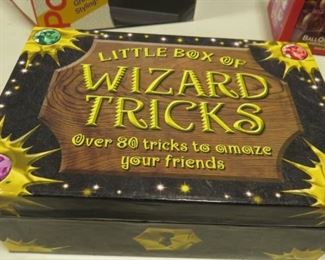 LITTLE BOX OF
WIZARD
TRICKS
Over 80 tricks to amaze
your friends